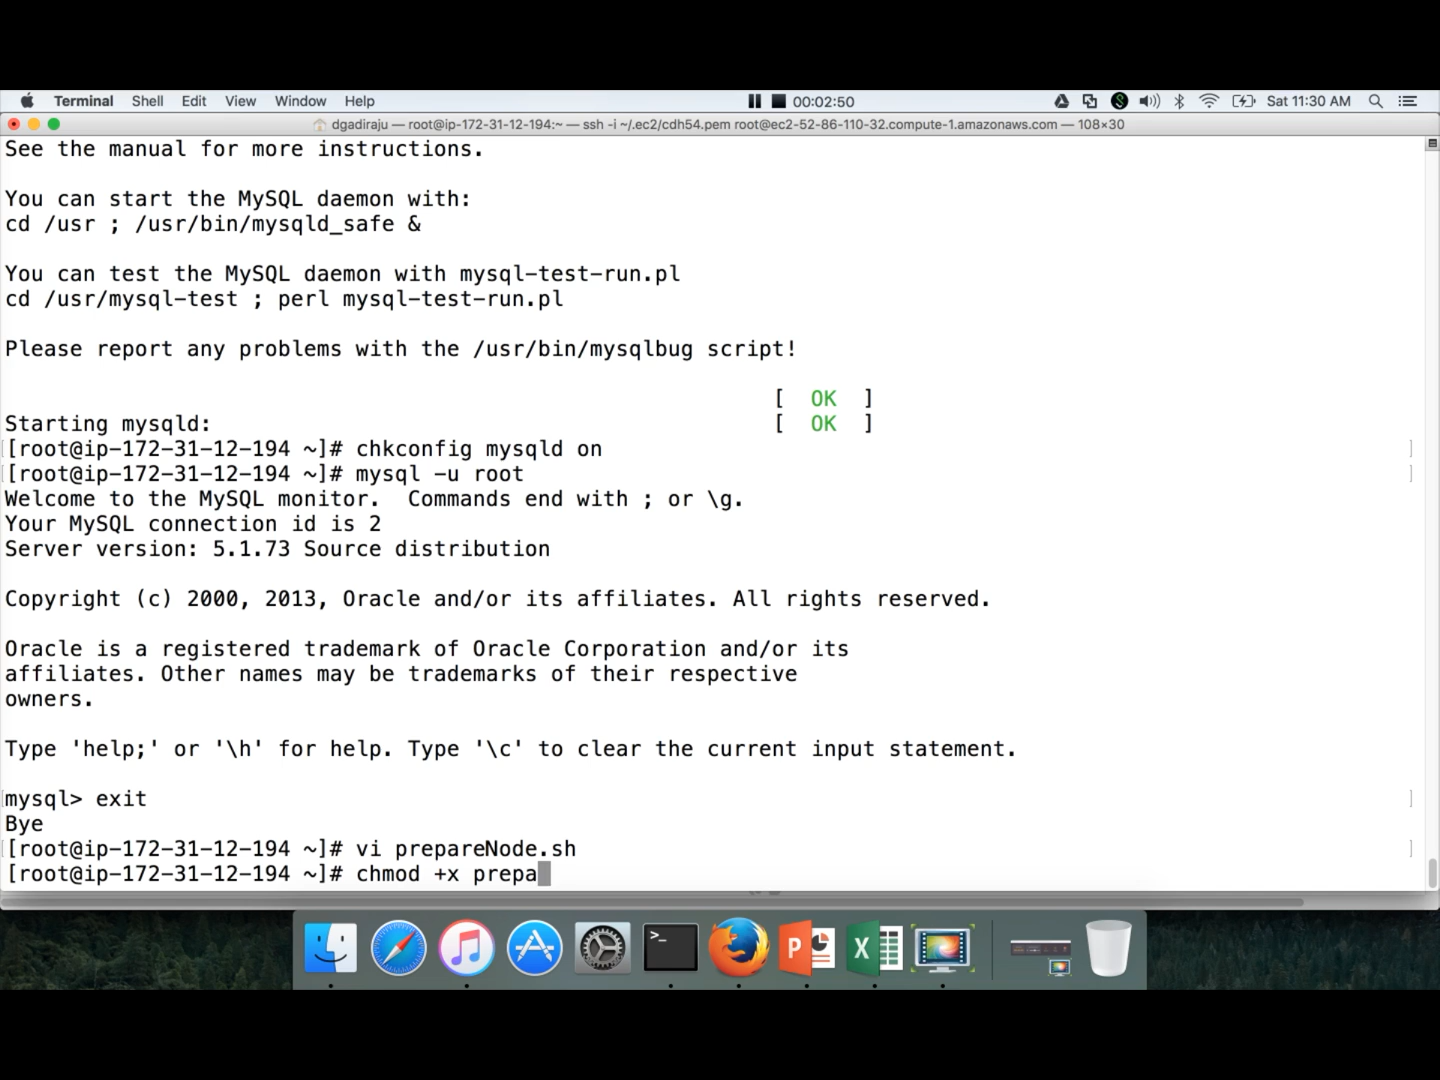 Terminal Shell Edit View Window Help 00:02:50 Sat 11:30 AM
dgadiraju — root@ip-172-31-12-194:~ — ssh -i ~/.ec2/cdh54.pem root@ec2-52-86-110-32.compute-1.amazonaws.com — 108×30
See the manual for more instructions.
You can start the MySQL daemon with:
cd /usr ; /usr/bin/mysqld_safe &
You can test the MySQL daemon with mysql-test-run.pl
cd /usr/mysql-test ; perl mysql-test-run.pl
Please report any problems with the /usr/bin/mysqlbug script!
[  OK  ]
Starting mysqld: [  OK  ]
[root@ip-172-31-12-194 ~]# chkconfig mysqld on
[root@ip-172-31-12-194 ~]# mysql -u root
Welcome to the MySQL monitor.  Commands end with ; or \g.
Your MySQL connection id is 2
Server version: 5.1.73 Source distribution
Copyright (c) 2000, 2013, Oracle and/or its affiliates. All rights reserved.
Oracle is a registered trademark of Oracle Corporation and/or its
affiliates. Other names may be trademarks of their respective
owners.
Type 'help;' or '\h' for help. Type '\c' to clear the current input statement.
mysql> exit
Bye
[root@ip-172-31-12-194 ~]# vi prepareNode.sh
[root@ip-172-31-12-194 ~]# chmod +x prepa